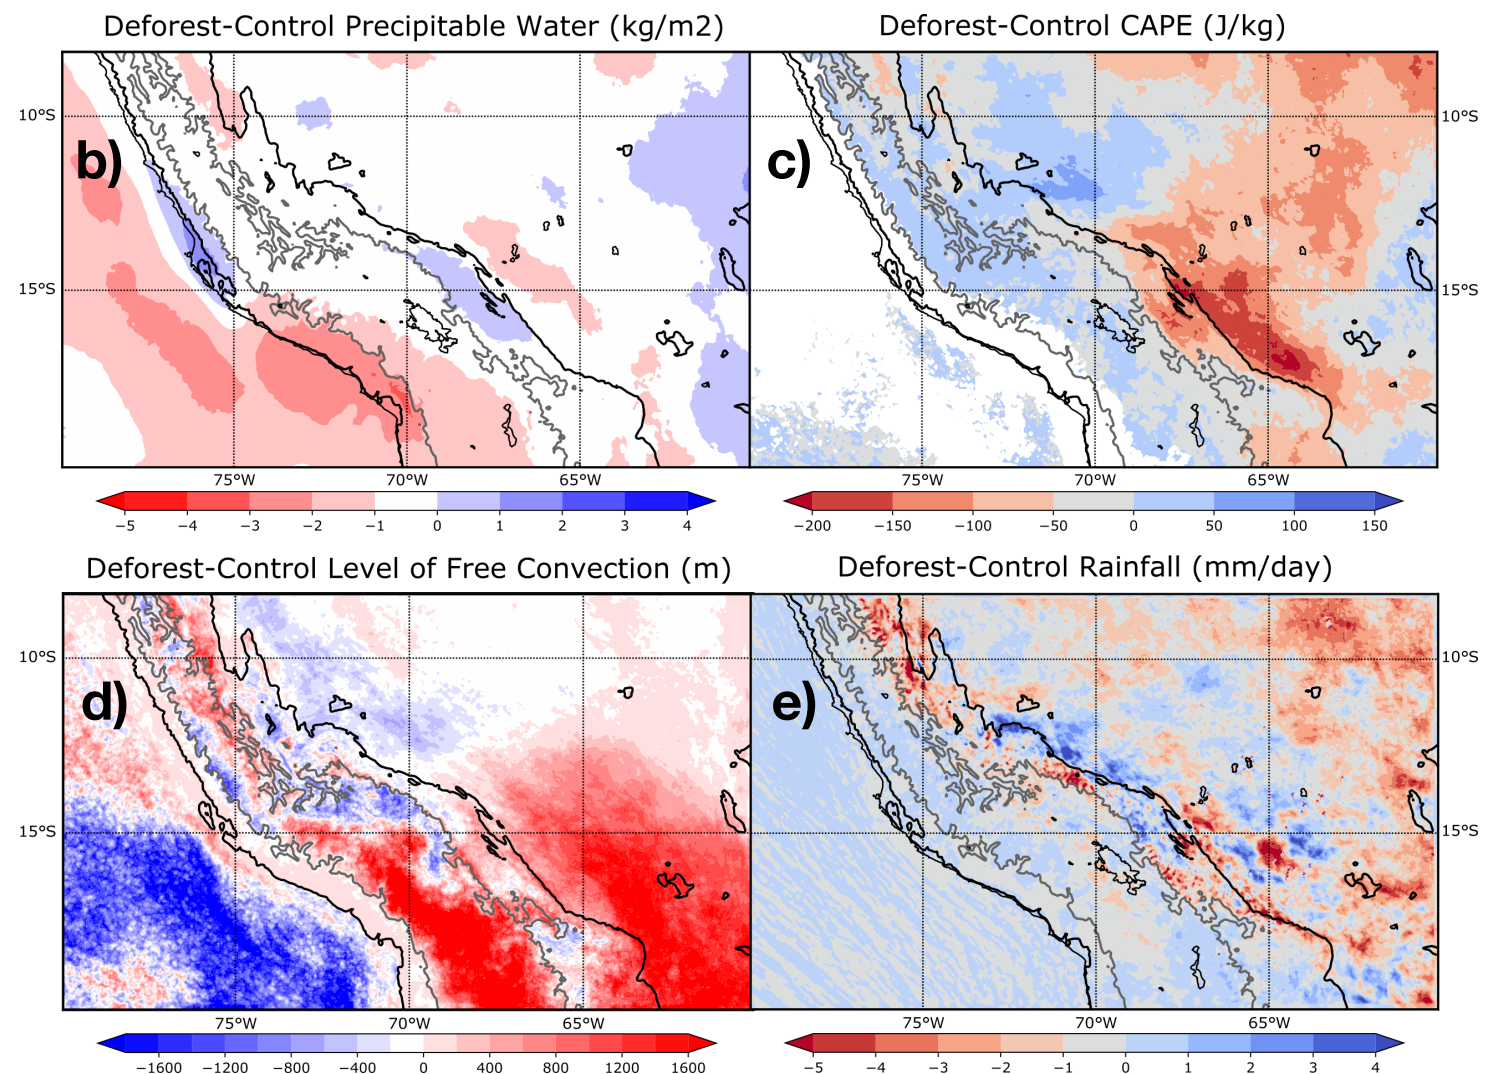 Deforest-Control Precipitable Water (kg/m2)
Deforest-Control CAPE (J/kg)
10°S
b)
c)
10°S
15°S
15°S
75°W 70°W 65°W
75°W 70°W 65°W
−5 −4 −3 −2 −1 0 1 2 3 4
−200 −150 −100 −50 0 50 100 150
Deforest-Control Level of Free Convection (m)
Deforest-Control Rainfall (mm/day)
10°S
d)
e)
10°S
15°S
15°S
75°W 70°W 65°W
75°W 70°W 65°W
−1600 −1200 −800 −400 0 400 800 1200 1600
−5 −4 −3 −2 −1 0 1 2 3 4